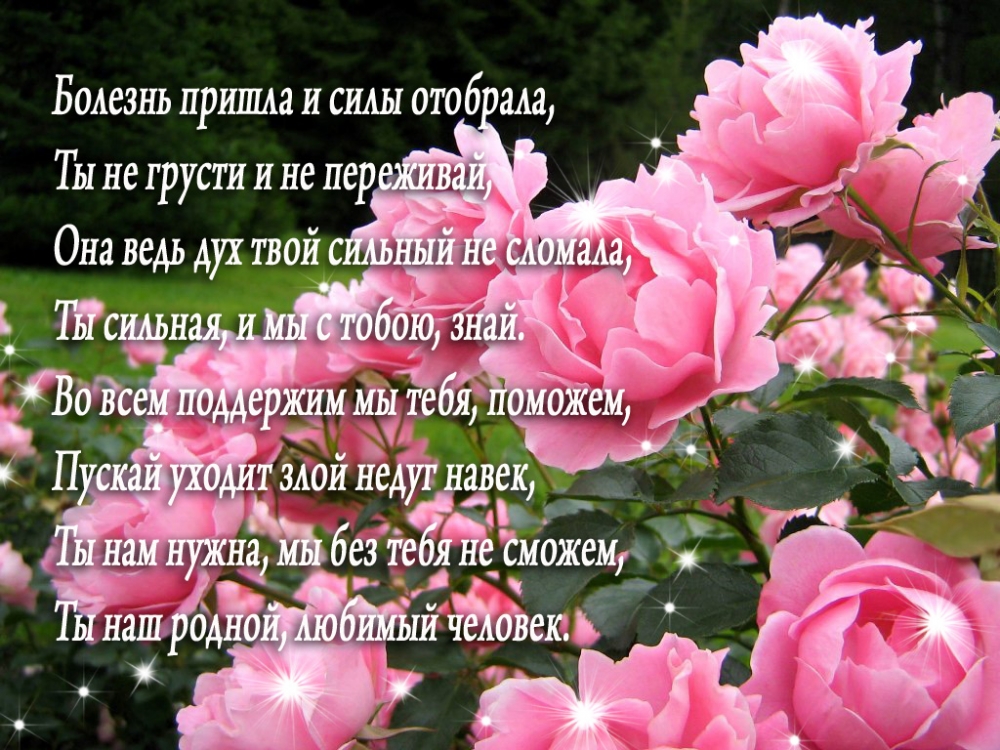 Болезнь пришла и силы отобрала,
Ты не грусти и не переживай,
Она ведь дух твой сильный не сломала,
Ты сильная, и мы с тобою, знай.
Во всем поддержим мы тебя, поможем,
Пускай уходит злой недуг навек,
Ты нам нужна, мы без тебя не сможем,
Ты наш родной, любимый человек.